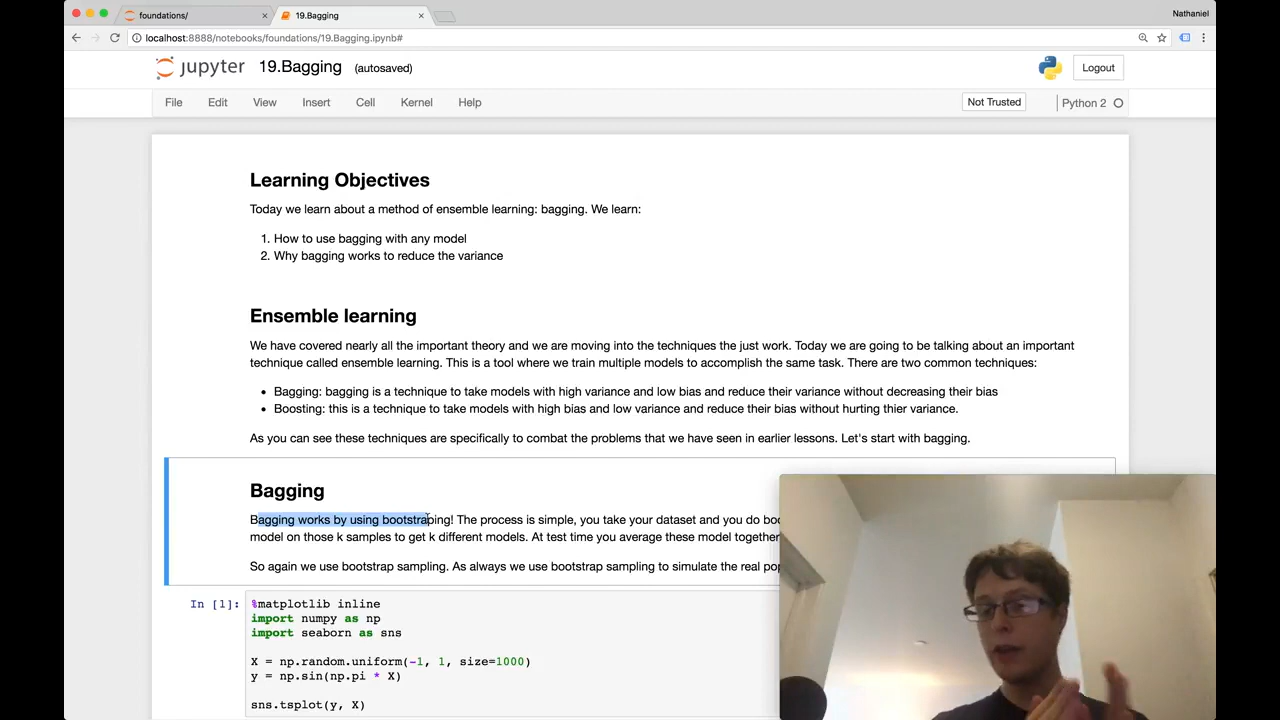 foundations/
19.Bagging
Nathaniel
localhost:8888/notebooks/foundations/19.Bagging.ipynb#
jupyter 19.Bagging (autosaved)
Logout
File Edit View Insert Cell Kernel Help
Not Trusted
Python 2
Learning Objectives
Today we learn about a method of ensemble learning: bagging. We learn:
1. How to use bagging with any model
2. Why bagging works to reduce the variance
Ensemble learning
We have covered nearly all the important theory and we are moving into the techniques the just work. Today we are going to be talking about an important
technique called ensemble learning. This is a tool where we train multiple models to accomplish the same task. There are two common techniques:
• Bagging: bagging is a technique to take models with high variance and low bias and reduce their variance without decreasing their bias
• Boosting: this is a technique to take models with high bias and low variance and reduce their bias without hurting thier variance.
As you can see these techniques are specifically to combat the problems that we have seen in earlier lessons. Let's start with bagging.
Bagging
Bagging works by using bootstraping! The process is simple, you take your dataset and you do
model on those k samples to get k different models. At test time you average these model together
So again we use bootstrap sampling. As always we use bootstrap sampling to simulate the real
In [1]:
%matplotlib inline
import numpy as np
import seaborn as sns
X = np.random.uniform(-1, 1, size=1000)
y = np.sin(np.pi * X)
sns.tsplot(y, X)